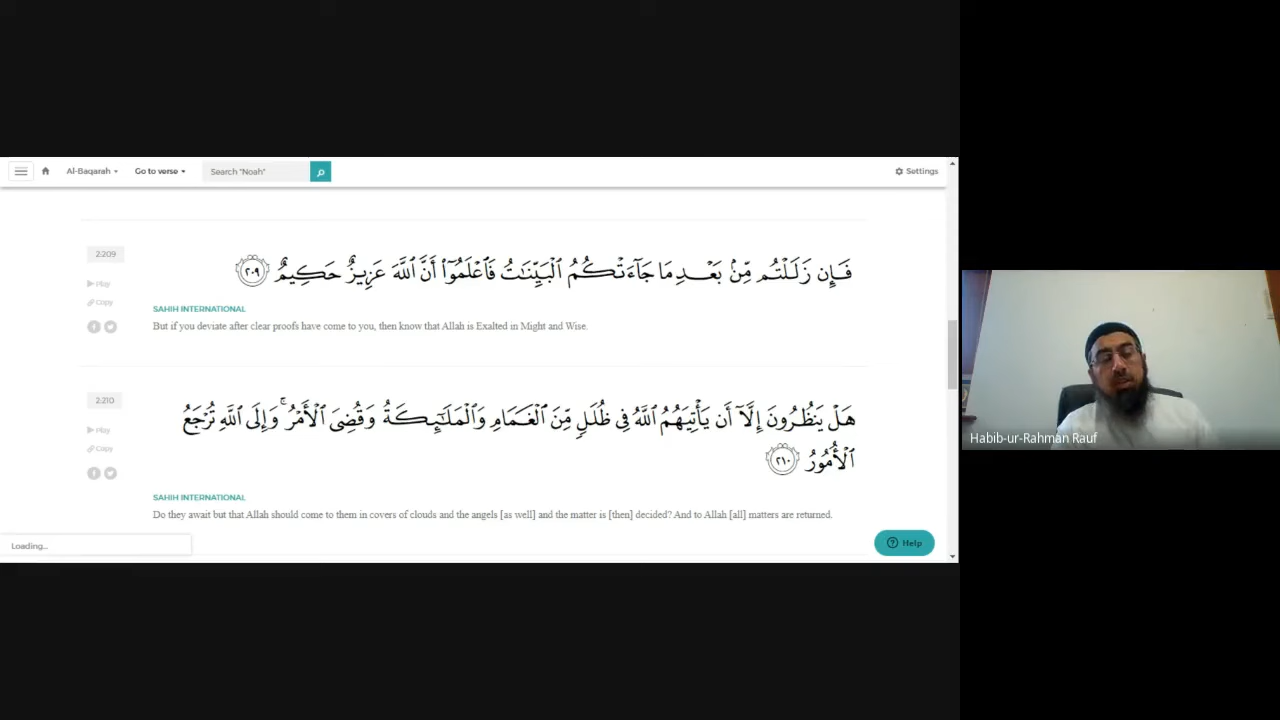 Al-Baqarah
Go to verse
Search "Noah"
Settings
2:209
فَإِن زَلَلْتُم مِّنۢ بَعْدِ مَا جَآءَتْكُمُ ٱلْبَيِّنَـٰتُ فَٱعْلَمُوٓا۟ أَنَّ ٱللَّهَ عَزِيزٌ حَكِيمٌ ٢٠٩
Play
Copy
SAHIH INTERNATIONAL
But if you deviate after clear proofs have come to you, then know that Allah is Exalted in Might and Wise.
2:210
هَلْ يَنظُرُونَ إِلَّآ أَن يَأْتِيَهُمُ ٱللَّهُ فِى ظُلَلٍ مِّنَ ٱلْغَمَامِ وَٱلْمَلَـٰٓئِكَةُ وَقُضِىَ ٱلْأَمْرُ ۚ وَإِلَى ٱللَّهِ تُرْجَعُ
ٱلْأُمُورُ ٢١٠
Play
Copy
SAHIH INTERNATIONAL
Do they await but that Allah should come to them in covers of clouds and the angels [as well] and the matter is [then] decided? And to Allah [all] matters are returned.
Loading...
Help
Habib-ur-Rahman Rauf